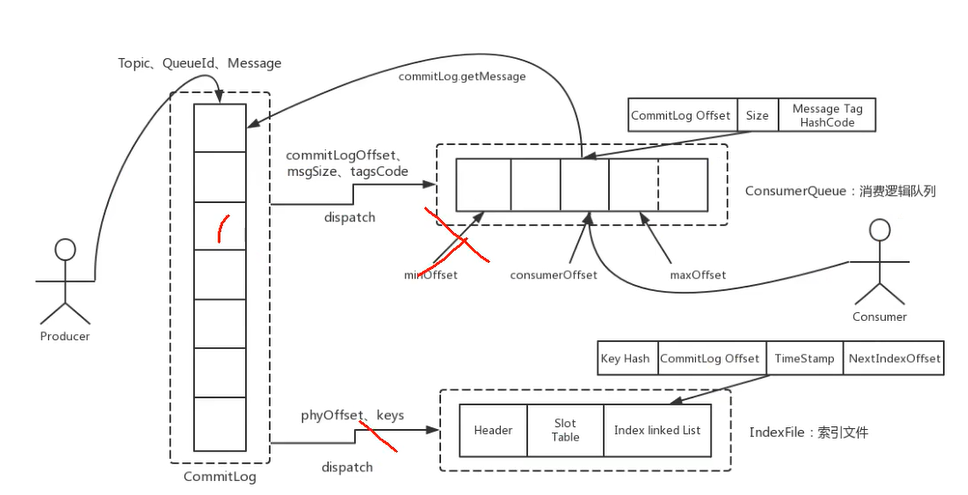 Topic、QueueId、Message
commitLog.getMessage
CommitLog Offset
Size
Message Tag
HashCode
commitLogOffset、
msgSize、tagsCode
dispatch
ConsumerQueue：消费逻辑队列
minOffset
consumerOffset
maxOffset
Producer
Consumer
Key Hash
CommitLog Offset
TimeStamp
NextIndexOffset
phyOffset、keys
dispatch
Header
Slot
Table
Index linked List
IndexFile：索引文件
CommitLog